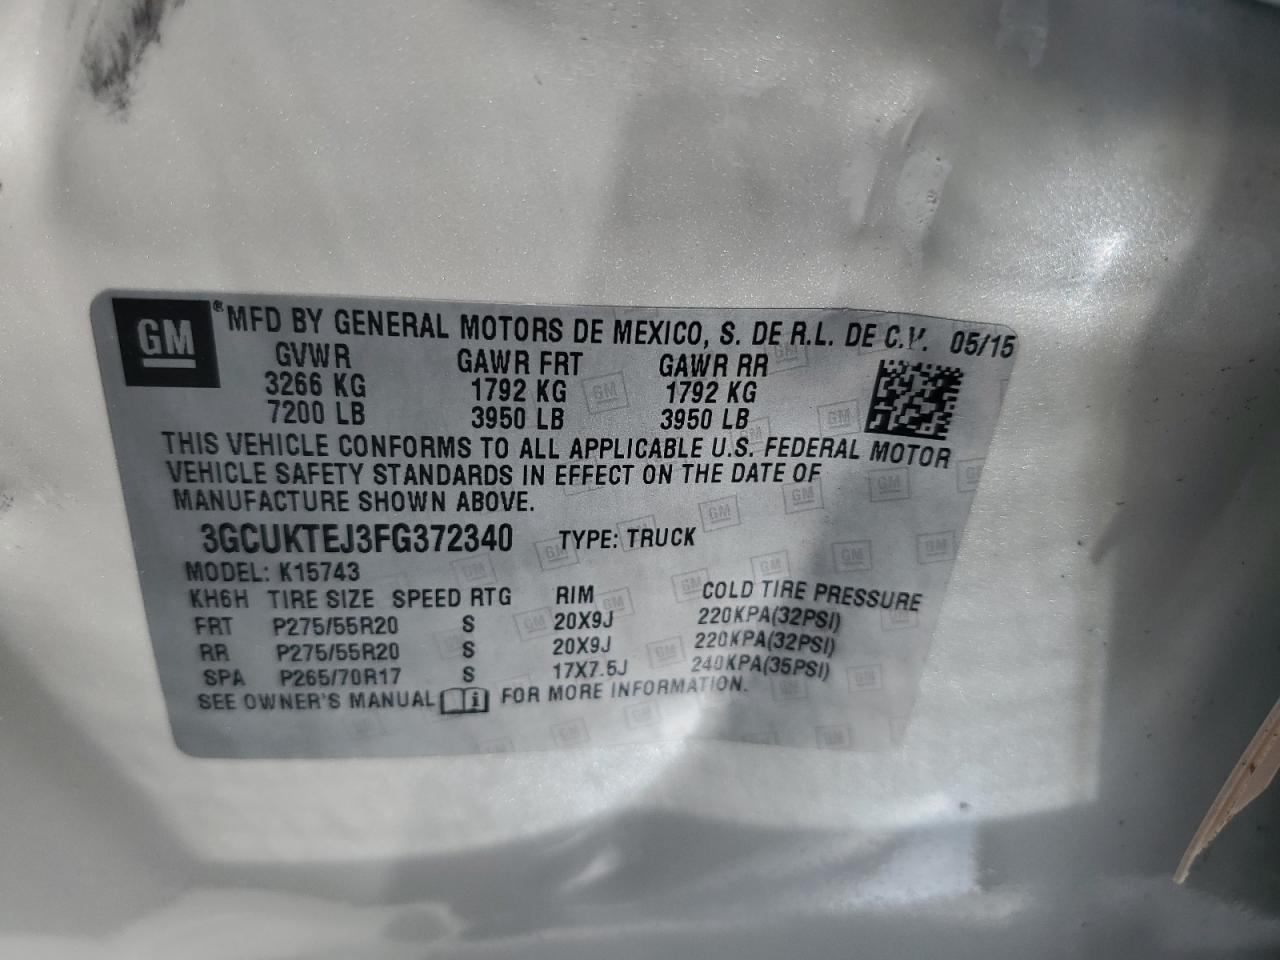 GM ® MFD BY GENERAL MOTORS DE MEXICO, S. DE R.L. DE C.V. 05/15
GVWR GAWR FRT GAWR RR
3266 KG 1792 KG 1792 KG
7200 LB 3950 LB 3950 LB
THIS VEHICLE CONFORMS TO ALL APPLICABLE U.S. FEDERAL MOTOR
VEHICLE SAFETY STANDARDS IN EFFECT ON THE DATE OF
MANUFACTURE SHOWN ABOVE.
3GCUKTEJ3FG372340 TYPE: TRUCK
MODEL: K15743
KH6H TIRE SIZE SPEED RTG RIM COLD TIRE PRESSURE
FRT P275/55R20 S 20X9J 220KPA(32PSI)
RR P275/55R20 S 20X9J 220KPA(32PSI)
SPA P265/70R17 S 17X7.5J 240KPA(35PSI)
SEE OWNER'S MANUAL i FOR MORE INFORMATION.